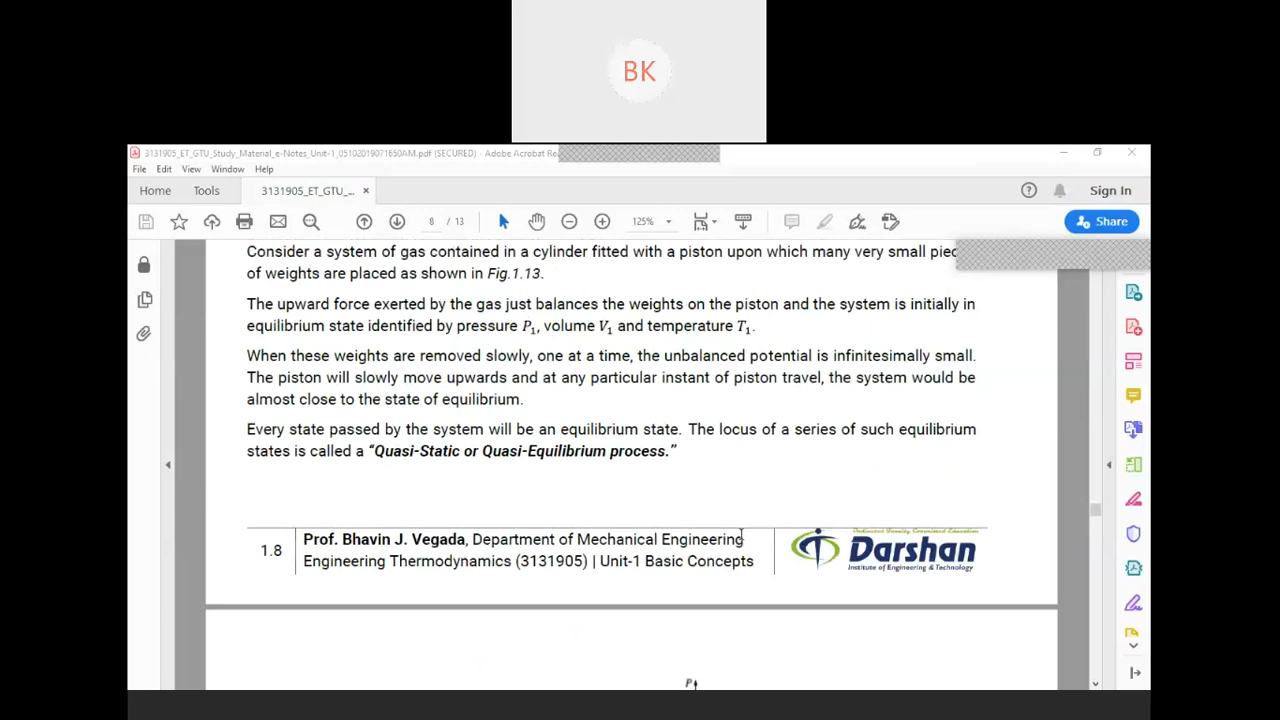 BK
3131905_ET_GTU_Study_Material_e-Notes_Unit-1_05102019071650AM.pdf (SECURED) - Adobe Acrobat Re
File Edit View Window Help
Home Tools 3131905_ET_GTU_... × Sign In
8 / 13 125% Share
Consider a system of gas contained in a cylinder fitted with a piston upon which many very small piec
of weights are placed as shown in Fig.1.13.
The upward force exerted by the gas just balances the weights on the piston and the system is initially in
equilibrium state identified by pressure P₁, volume V₁ and temperature T₁.
When these weights are removed slowly, one at a time, the unbalanced potential is infinitesimally small.
The piston will slowly move upwards and at any particular instant of piston travel, the system would be
almost close to the state of equilibrium.
Every state passed by the system will be an equilibrium state. The locus of a series of such equilibrium
states is called a “Quasi-Static or Quasi-Equilibrium process.”
1.8
Prof. Bhavin J. Vegada, Department of Mechanical Engineering
Engineering Thermodynamics (3131905) | Unit-1 Basic Concepts
Darshan
Institute of Engineering & Technology
P